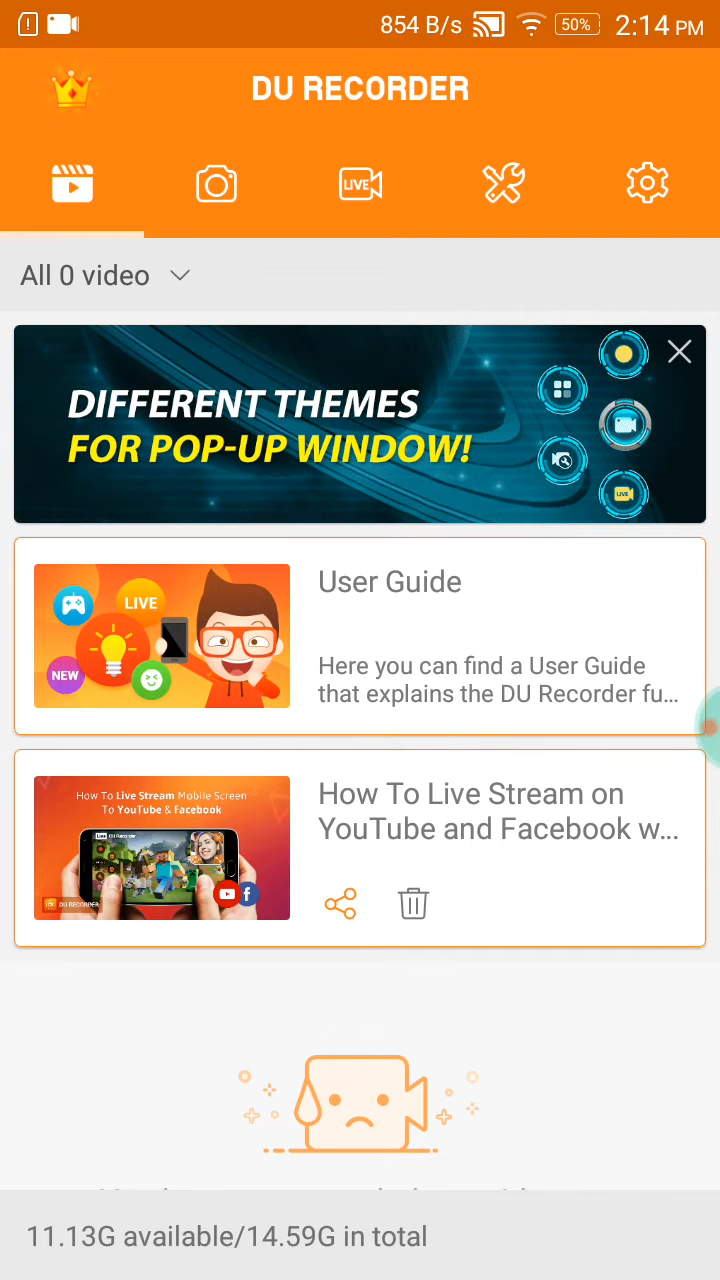 854 B/s 50% 2:14 PM
DU RECORDER
LIVE
All 0 video
DIFFERENT THEMES
FOR POP-UP WINDOW!
LIVE
LIVE
NEW
User Guide
Here you can find a User Guide
that explains the DU Recorder fu...
How To Live Stream Mobile Screen
To YouTube & Facebook
Live DU Recorder
DU RECORDER
How To Live Stream on
YouTube and Facebook w...
11.13G available/14.59G in total